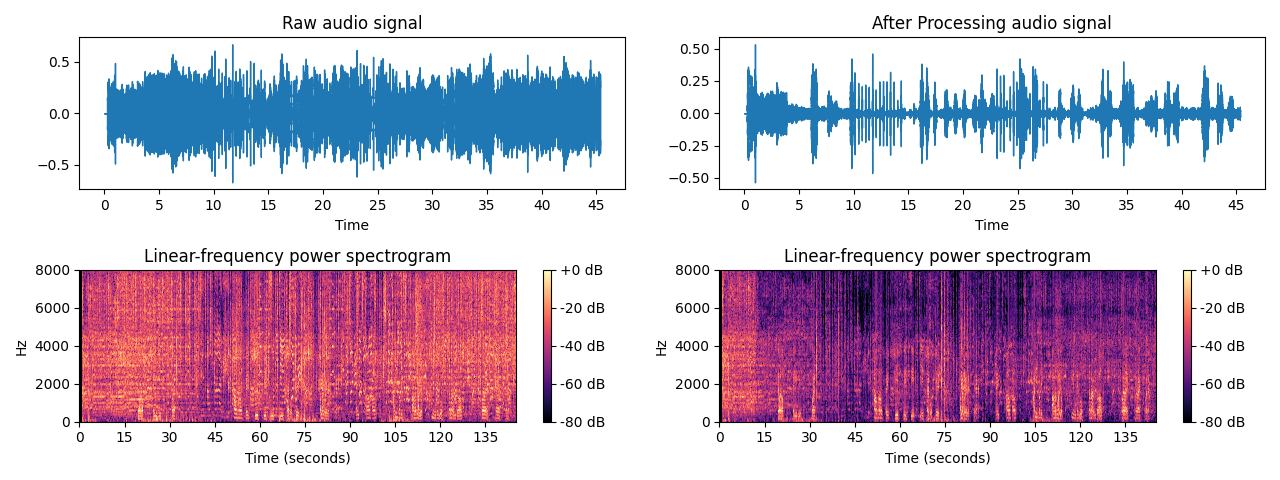 Raw audio signal
0.5
0.0
−0.5
0 5 10 15 20 25 30 35 40 45
Time
After Processing audio signal
0.50
0.25
0.00
−0.25
−0.50
0 5 10 15 20 25 30 35 40 45
Time
Linear-frequency power spectrogram
8000
6000
4000
2000
0
Hz
0 15 30 45 60 75 90 105 120 135
Time (seconds)
+0 dB
-20 dB
-40 dB
-60 dB
-80 dB
Linear-frequency power spectrogram
8000
6000
4000
2000
0
Hz
0 15 30 45 60 75 90 105 120 135
Time (seconds)
+0 dB
-20 dB
-40 dB
-60 dB
-80 dB